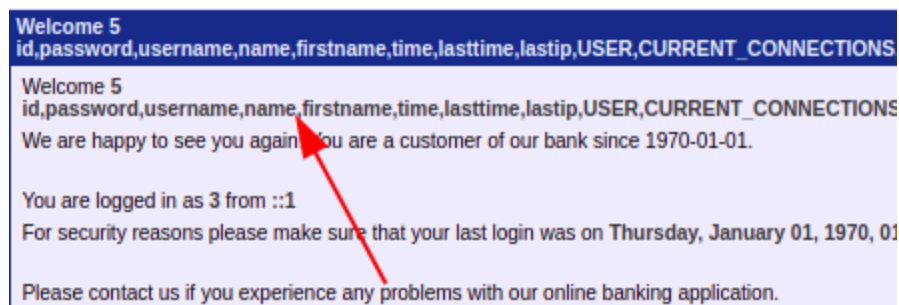 Welcome 5
id,password,username,name,firstname,time,lasttime,lastip,USER,CURRENT_CONNECTIONS,
Welcome 5
id,password,username,name,firstname,time,lasttime,lastip,USER,CURRENT_CONNECTIONS
We are happy to see you again. You are a customer of our bank since 1970-01-01.
You are logged in as 3 from ::1
For security reasons please make sure that your last login was on Thursday, January 01, 1970, 01
Please contact us if you experience any problems with our online banking application.